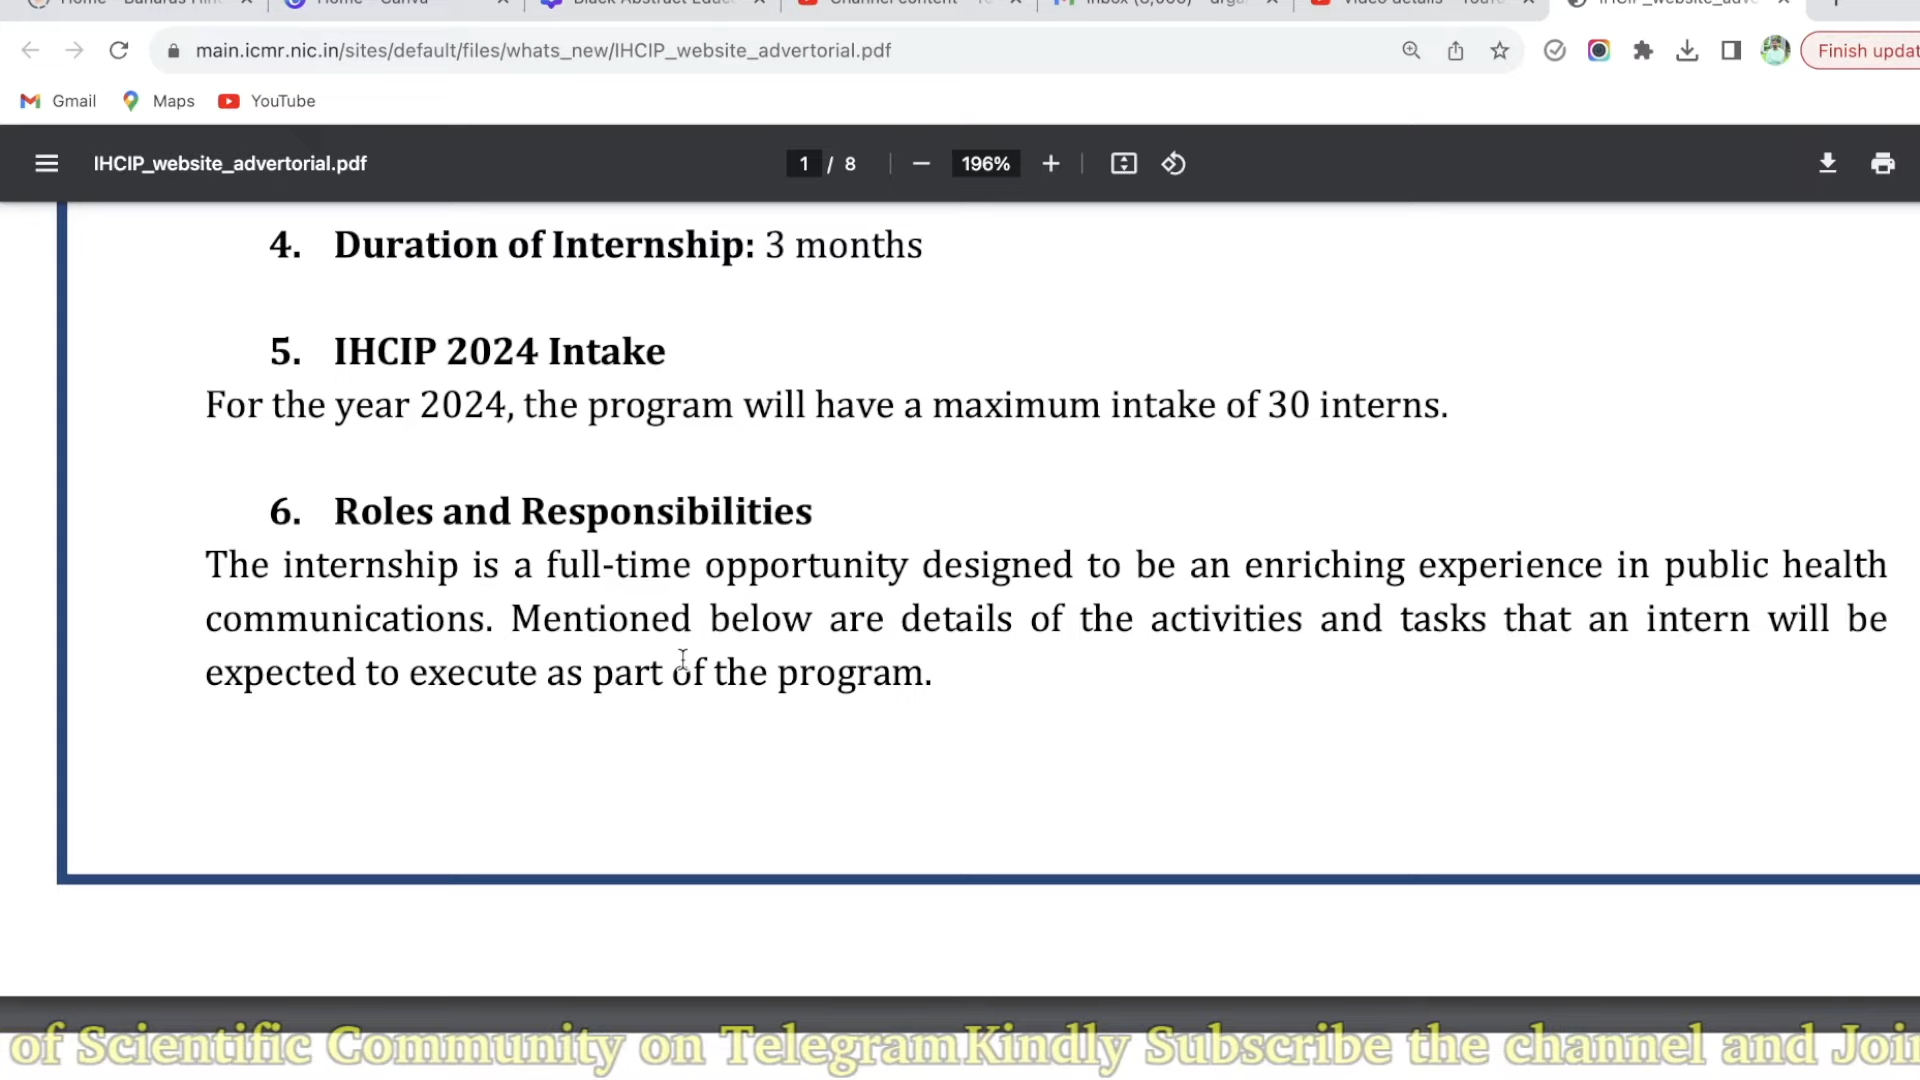 main.icmr.nic.in/sites/default/files/whats_new/IHCIP_website_advertorial.pdf
Finish updat
Gmail Maps YouTube
IHCIP_website_advertorial.pdf 1 / 8 196%
4. Duration of Internship: 3 months
5. IHCIP 2024 Intake
For the year 2024, the program will have a maximum intake of 30 interns.
6. Roles and Responsibilities
The internship is a full-time opportunity designed to be an enriching experience in public health
communications. Mentioned below are details of the activities and tasks that an intern will be
expected to execute as part of the program.
of Scientific Community on Telegram Kindly Subscribe the channel and Join